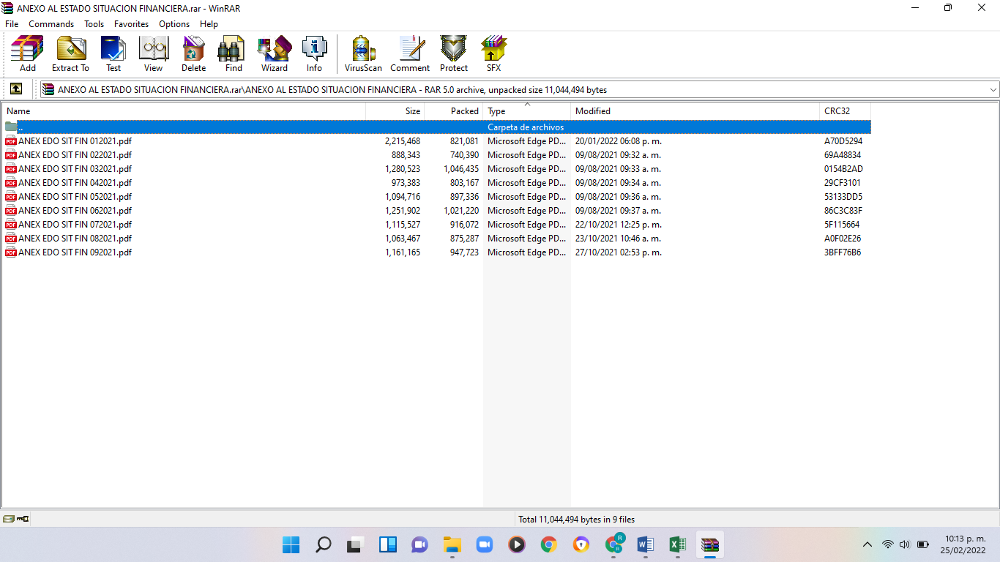 ANEXO AL ESTADO SITUACION FINANCIERA.rar - WinRAR
File Commands Tools Favorites Options Help
Add Extract To Test View Delete Find Wizard Info VirusScan Comment Protect SFX
ANEXO AL ESTADO SITUACION FINANCIERA.rar\ANEXO AL ESTADO SITUACION FINANCIERA - RAR 5.0 archive, unpacked size 11,044,494 bytes
Name Size Packed Type Modified CRC32
.. Carpeta de archivos
PDF ANEX EDO SIT FIN 012021.pdf 2,215,468 821,081 Microsoft Edge PD... 20/01/2022 06:08 p. m. A70D5294
PDF ANEX EDO SIT FIN 022021.pdf 888,343 740,390 Microsoft Edge PD... 09/08/2021 09:32 a. m. 69A48834
PDF ANEX EDO SIT FIN 032021.pdf 1,280,523 1,046,435 Microsoft Edge PD... 09/08/2021 09:33 a. m. 0154B2AD
PDF ANEX EDO SIT FIN 042021.pdf 973,383 803,167 Microsoft Edge PD... 09/08/2021 09:34 a. m. 29CF3101
PDF ANEX EDO SIT FIN 052021.pdf 1,094,716 897,336 Microsoft Edge PD... 09/08/2021 09:36 a. m. 53133DD5
PDF ANEX EDO SIT FIN 062021.pdf 1,251,902 1,021,220 Microsoft Edge PD... 09/08/2021 09:37 a. m. 86C3C83F
PDF ANEX EDO SIT FIN 072021.pdf 1,115,527 916,072 Microsoft Edge PD... 22/10/2021 12:25 p. m. 5F115664
PDF ANEX EDO SIT FIN 082021.pdf 1,063,467 875,287 Microsoft Edge PD... 23/10/2021 10:46 a. m. A0F02E26
PDF ANEX EDO SIT FIN 092021.pdf 1,161,165 947,723 Microsoft Edge PD... 27/10/2021 02:53 p. m. 3BFF76B6
Total 11,044,494 bytes in 9 files
10:13 p. m.
25/02/2022